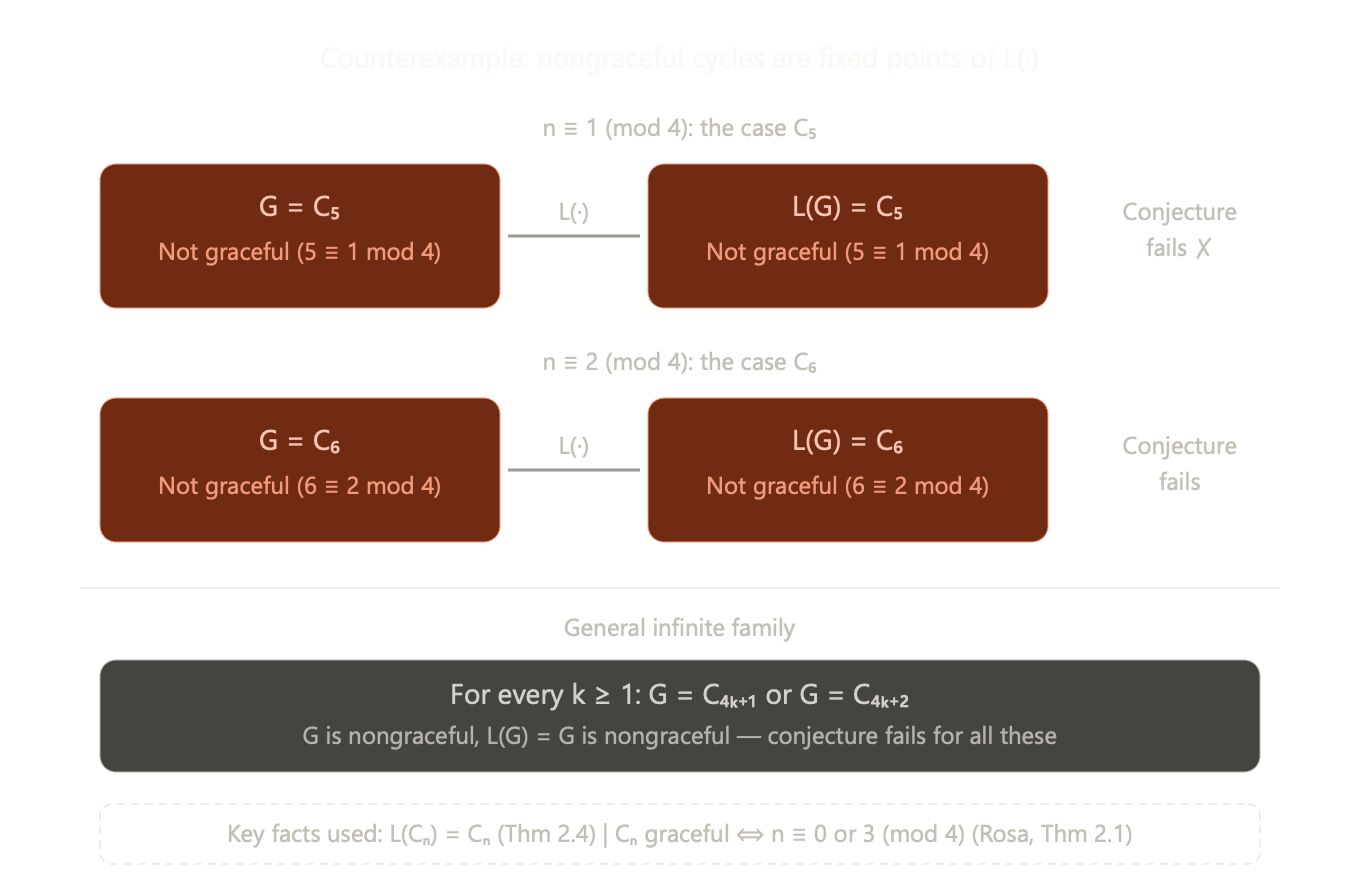 Counterexample: nongraceful cycles are fixed points of L(·)
n ≡ 1 (mod 4): the case C₅
G = C₅
Not graceful (5 ≡ 1 mod 4)
L(·)
L(G) = C₅
Not graceful (5 ≡ 1 mod 4)
Conjecture
fails ✗
n ≡ 2 (mod 4): the case C₆
G = C₆
Not graceful (6 ≡ 2 mod 4)
L(·)
L(G) = C₆
Not graceful (6 ≡ 2 mod 4)
Conjecture
fails
General infinite family
For every k ≥ 1: G = C₄ₖ₊₁ or G = C₄ₖ₊₂
G is nongraceful, L(G) = G is nongraceful — conjecture fails for all these
Key facts used: L(Cₙ) = Cₙ (Thm 2.4) | Cₙ graceful ⟺ n ≡ 0 or 3 (mod 4) (Rosa, Thm 2.1)